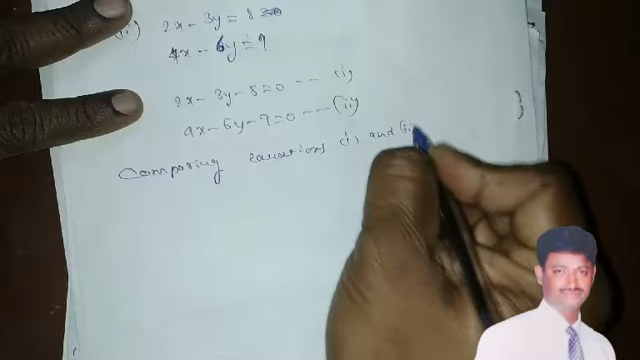 (ii) 2x - 3y = 8
4x - 6y = 9
2x - 3y - 8 = 0 --- (i)
4x - 6y - 9 = 0 --- (ii)
Comparing equations (i) and (ii)